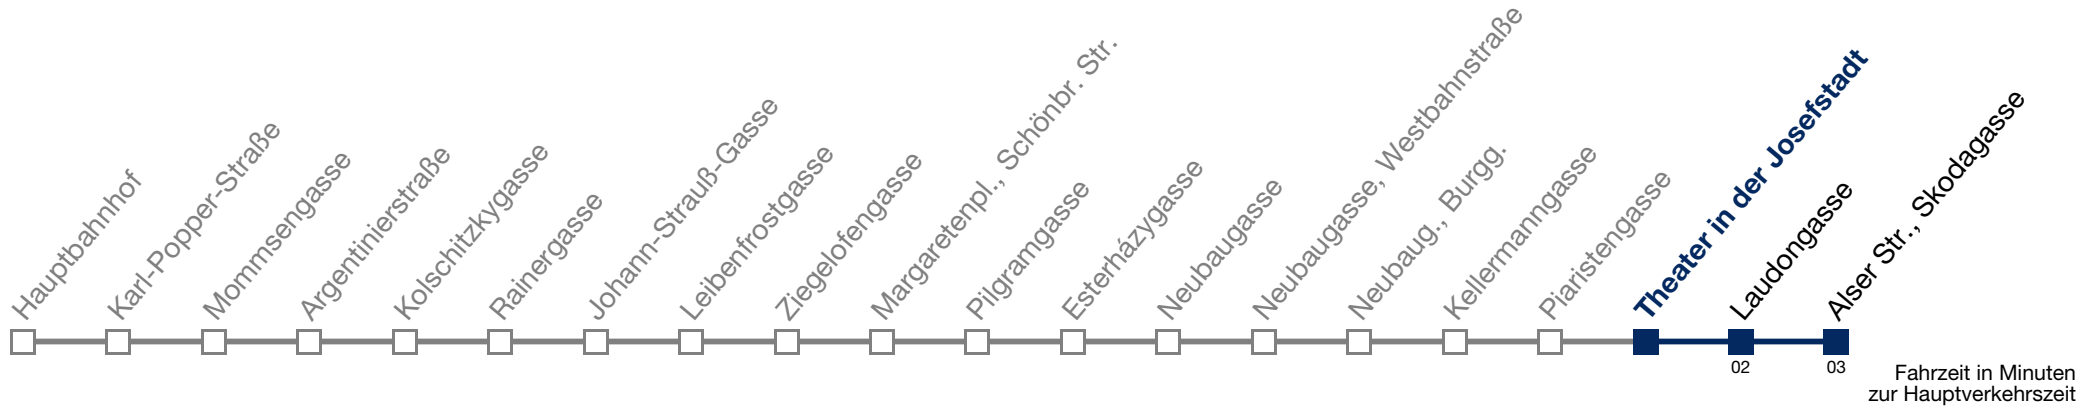 Hauptbahnhof
Karl-Popper-Straße
Mommsengasse
Argentinierstraße
Kolschitzkygasse
Rainergasse
Johann-Strauß-Gasse
Leibenfrostgasse
Ziegelofengasse
Margaretenpl., Schönbr. Str.
Pilgramgasse
Esterházygasse
Neubaugasse
Neubaugasse, Westbahnstraße
Neubaug., Burgg.
Kellermanngasse
Piaristengasse
Theater in der Josefstadt
Laudongasse
Alser Str., Skodagasse
02
03
Fahrzeit in Minuten
zur Hauptverkehrszeit